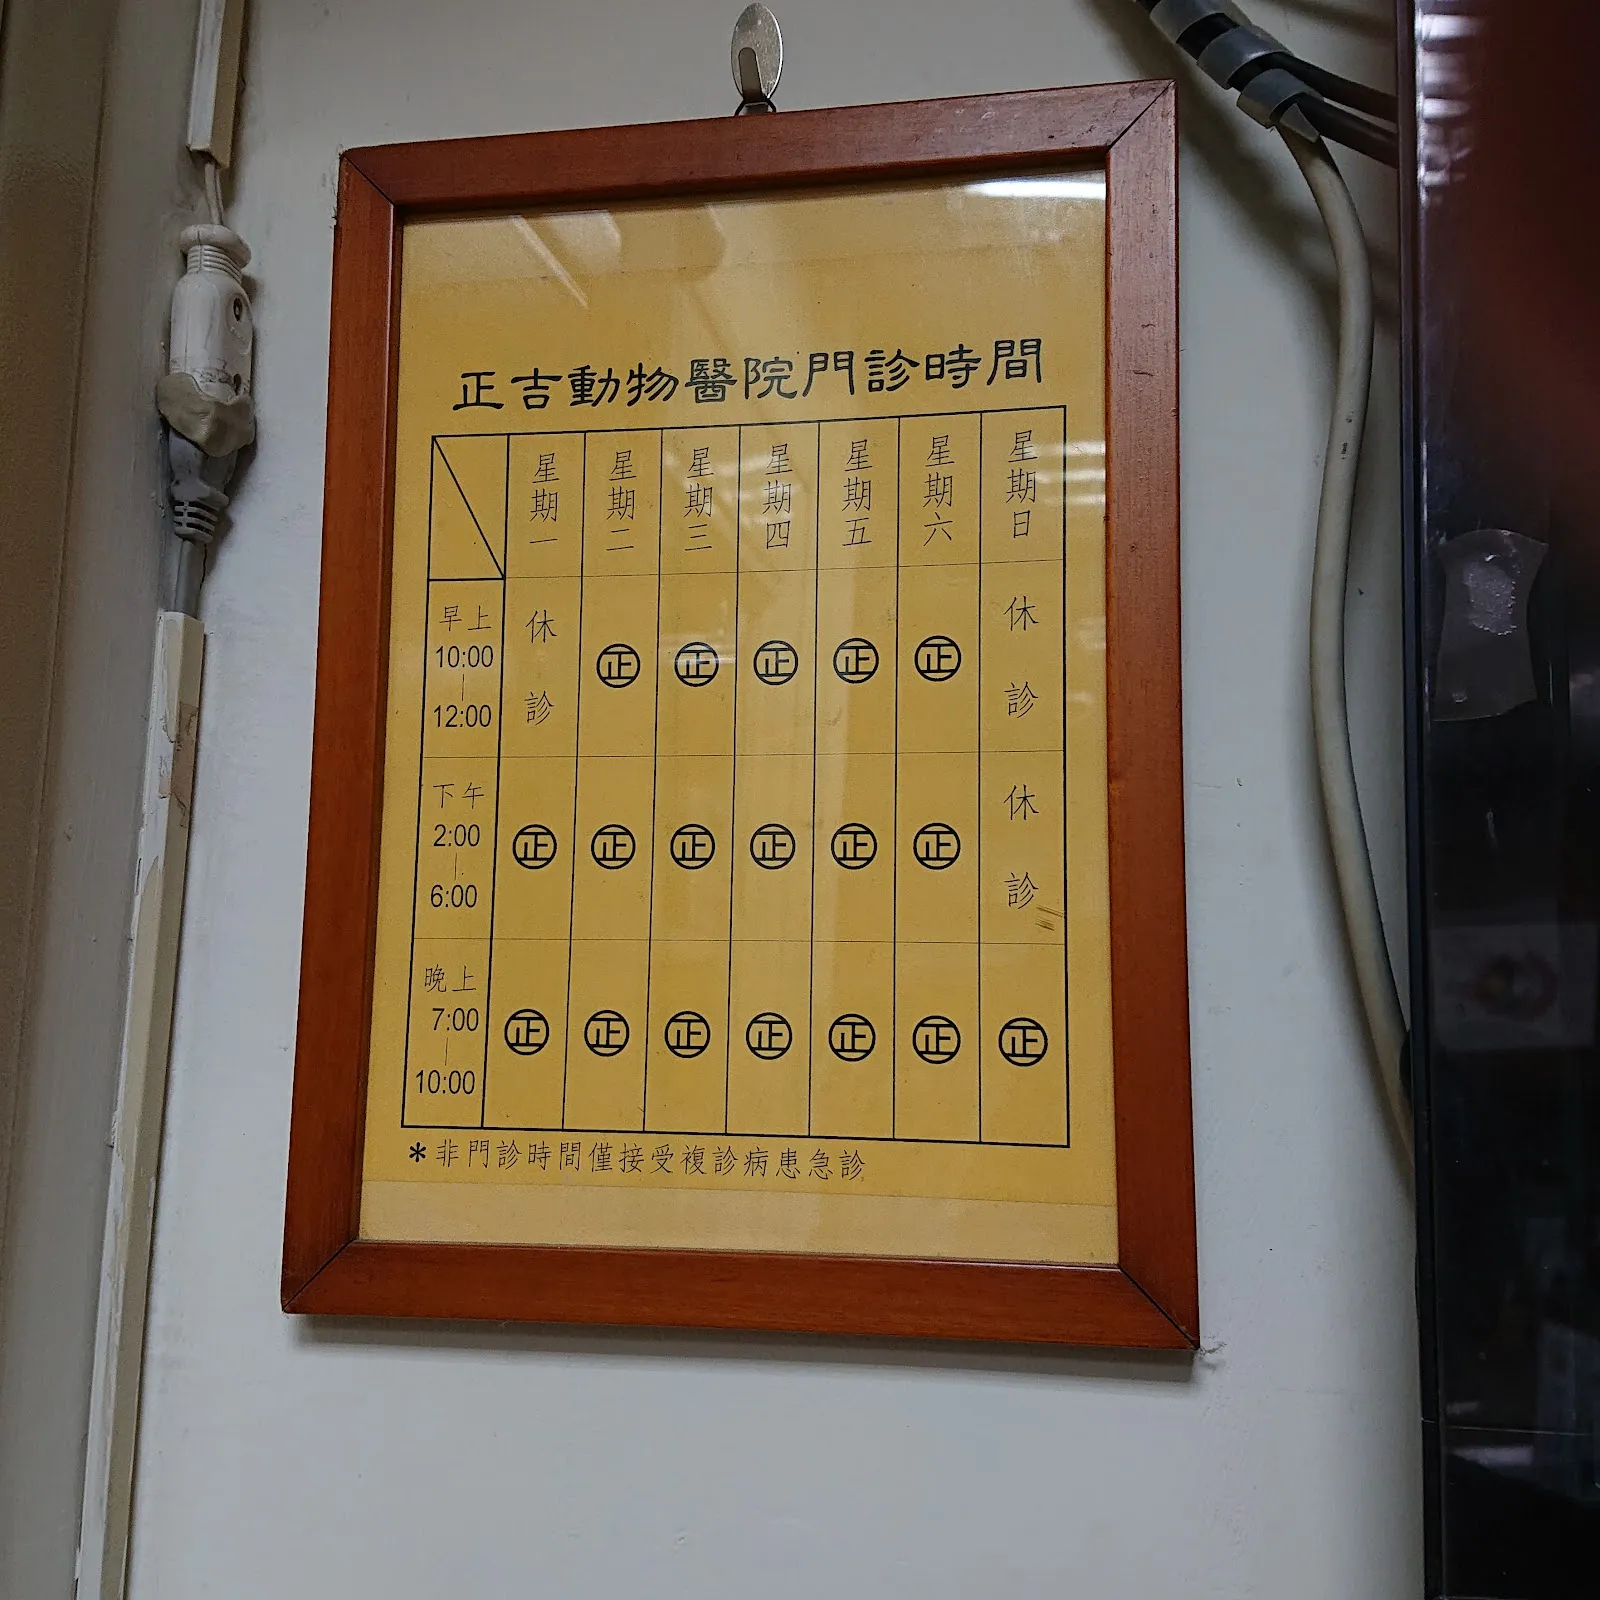 正吉動物醫院門診時間
星期一 星期二 星期三 星期四 星期五 星期六 星期日
早上 10:00 | 12:00 休診 正 正 正 正 正 休診
下午 2:00 | 6:00 正 正 正 正 正 正 休診
晚上 7:00 | 10:00 正 正 正 正 正 正 正
*非門診時間僅接受複診病患急診